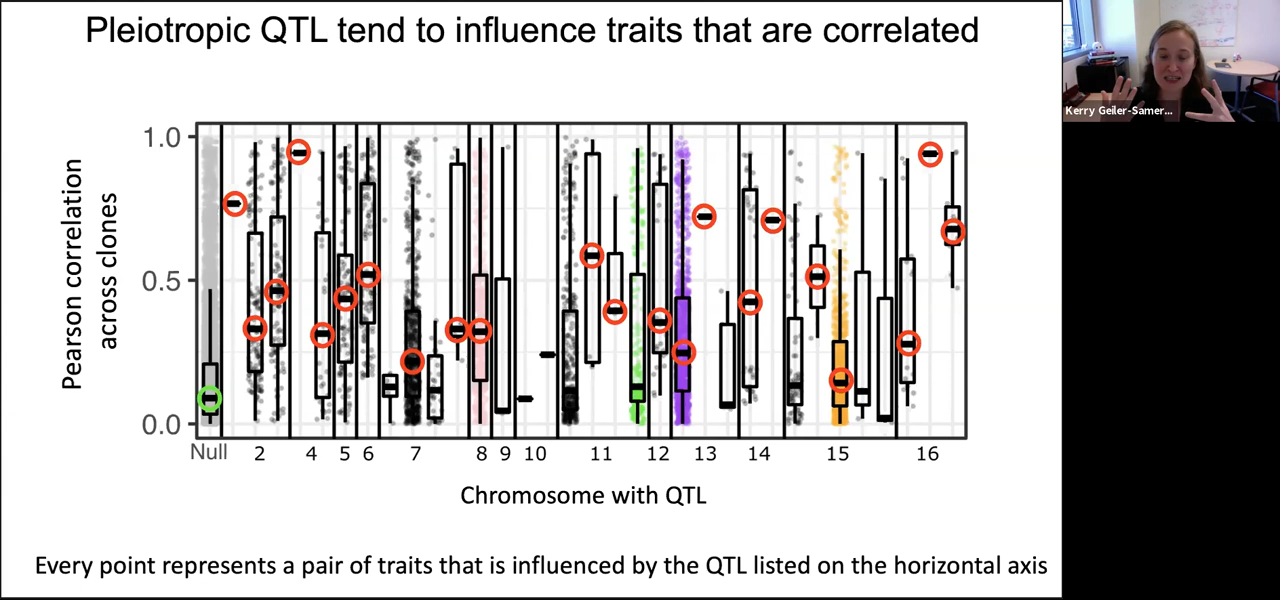 Pleiotropic QTL tend to influence traits that are correlated
Kerry Geiler-Samer...
Pearson correlation
across clones
1.0
0.5
0.0
Null 2 4 5 6 7 8 9 10 11 12 13 14 15 16
Chromosome with QTL
Every point represents a pair of traits that is influenced by the QTL listed on the horizontal axis